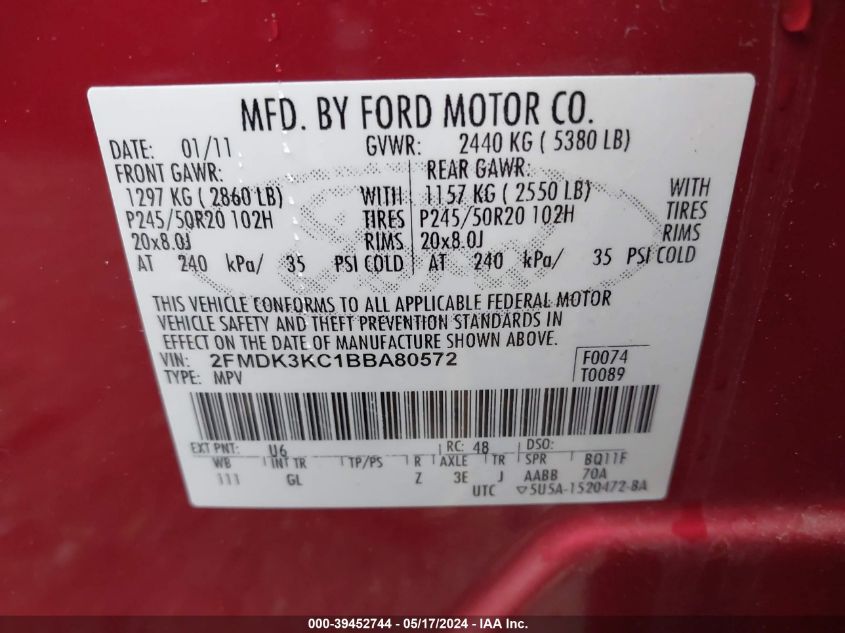 MFD. BY FORD MOTOR CO.
DATE: 01/11 GVWR: 2440 KG ( 5380 LB)
FRONT GAWR: REAR GAWR:
1297 KG ( 2860 LB) WITH 1157 KG ( 2550 LB) WITH
P245/50R20 102H TIRES P245/50R20 102H TIRES
20x8.0J RIMS 20x8.0J RIMS
AT 240 kPa/ 35 PSI COLD AT 240 kPa/ 35 PSI COLD
THIS VEHICLE CONFORMS TO ALL APPLICABLE FEDERAL MOTOR
VEHICLE SAFETY AND THEFT PREVENTION STANDARDS IN
EFFECT ON THE DATE OF MANUFACTURE SHOWN ABOVE.
VIN: 2FMDK3KC1BBA80572 F0074
TYPE: MPV T0089
EXT PNT: U6 RC: 48 DSO:
WB INT TR TP/PS R AXLE TR SPR BQ11F
111 GL Z 3E J AABB 70A
UTC ▽5U5A-1520472-BA
000-39452744 - 05/17/2024 - IAA Inc.